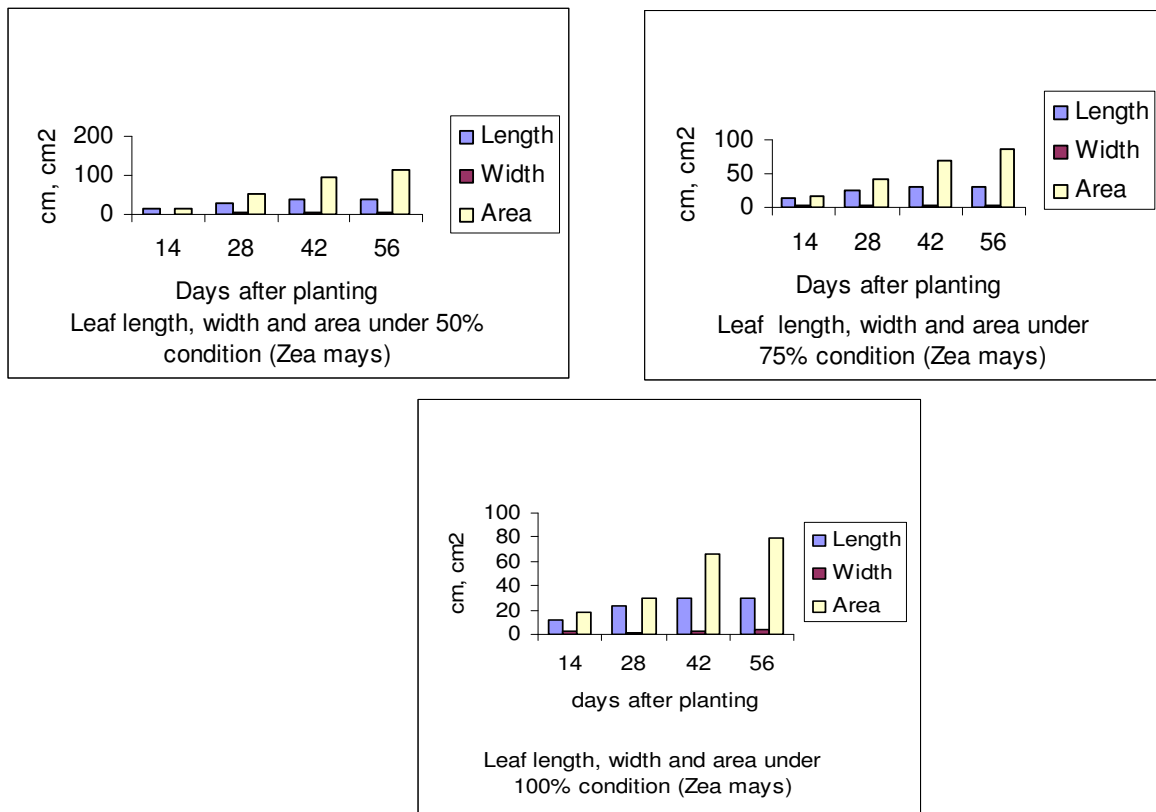 200
100
0
cm, cm2
14 28 42 56
Days after planting
Length
Width
Area
Leaf length, width and area under 50%
condition (Zea mays)
100
50
0
cm, cm2
14 28 42 56
Days after planting
Length
Width
Area
Leaf length, width and area under
75% condition (Zea mays)
100
80
60
40
20
0
cm, cm2
14 28 42 56
days after planting
Length
Width
Area
Leaf length, width and area under
100% condition (Zea mays)